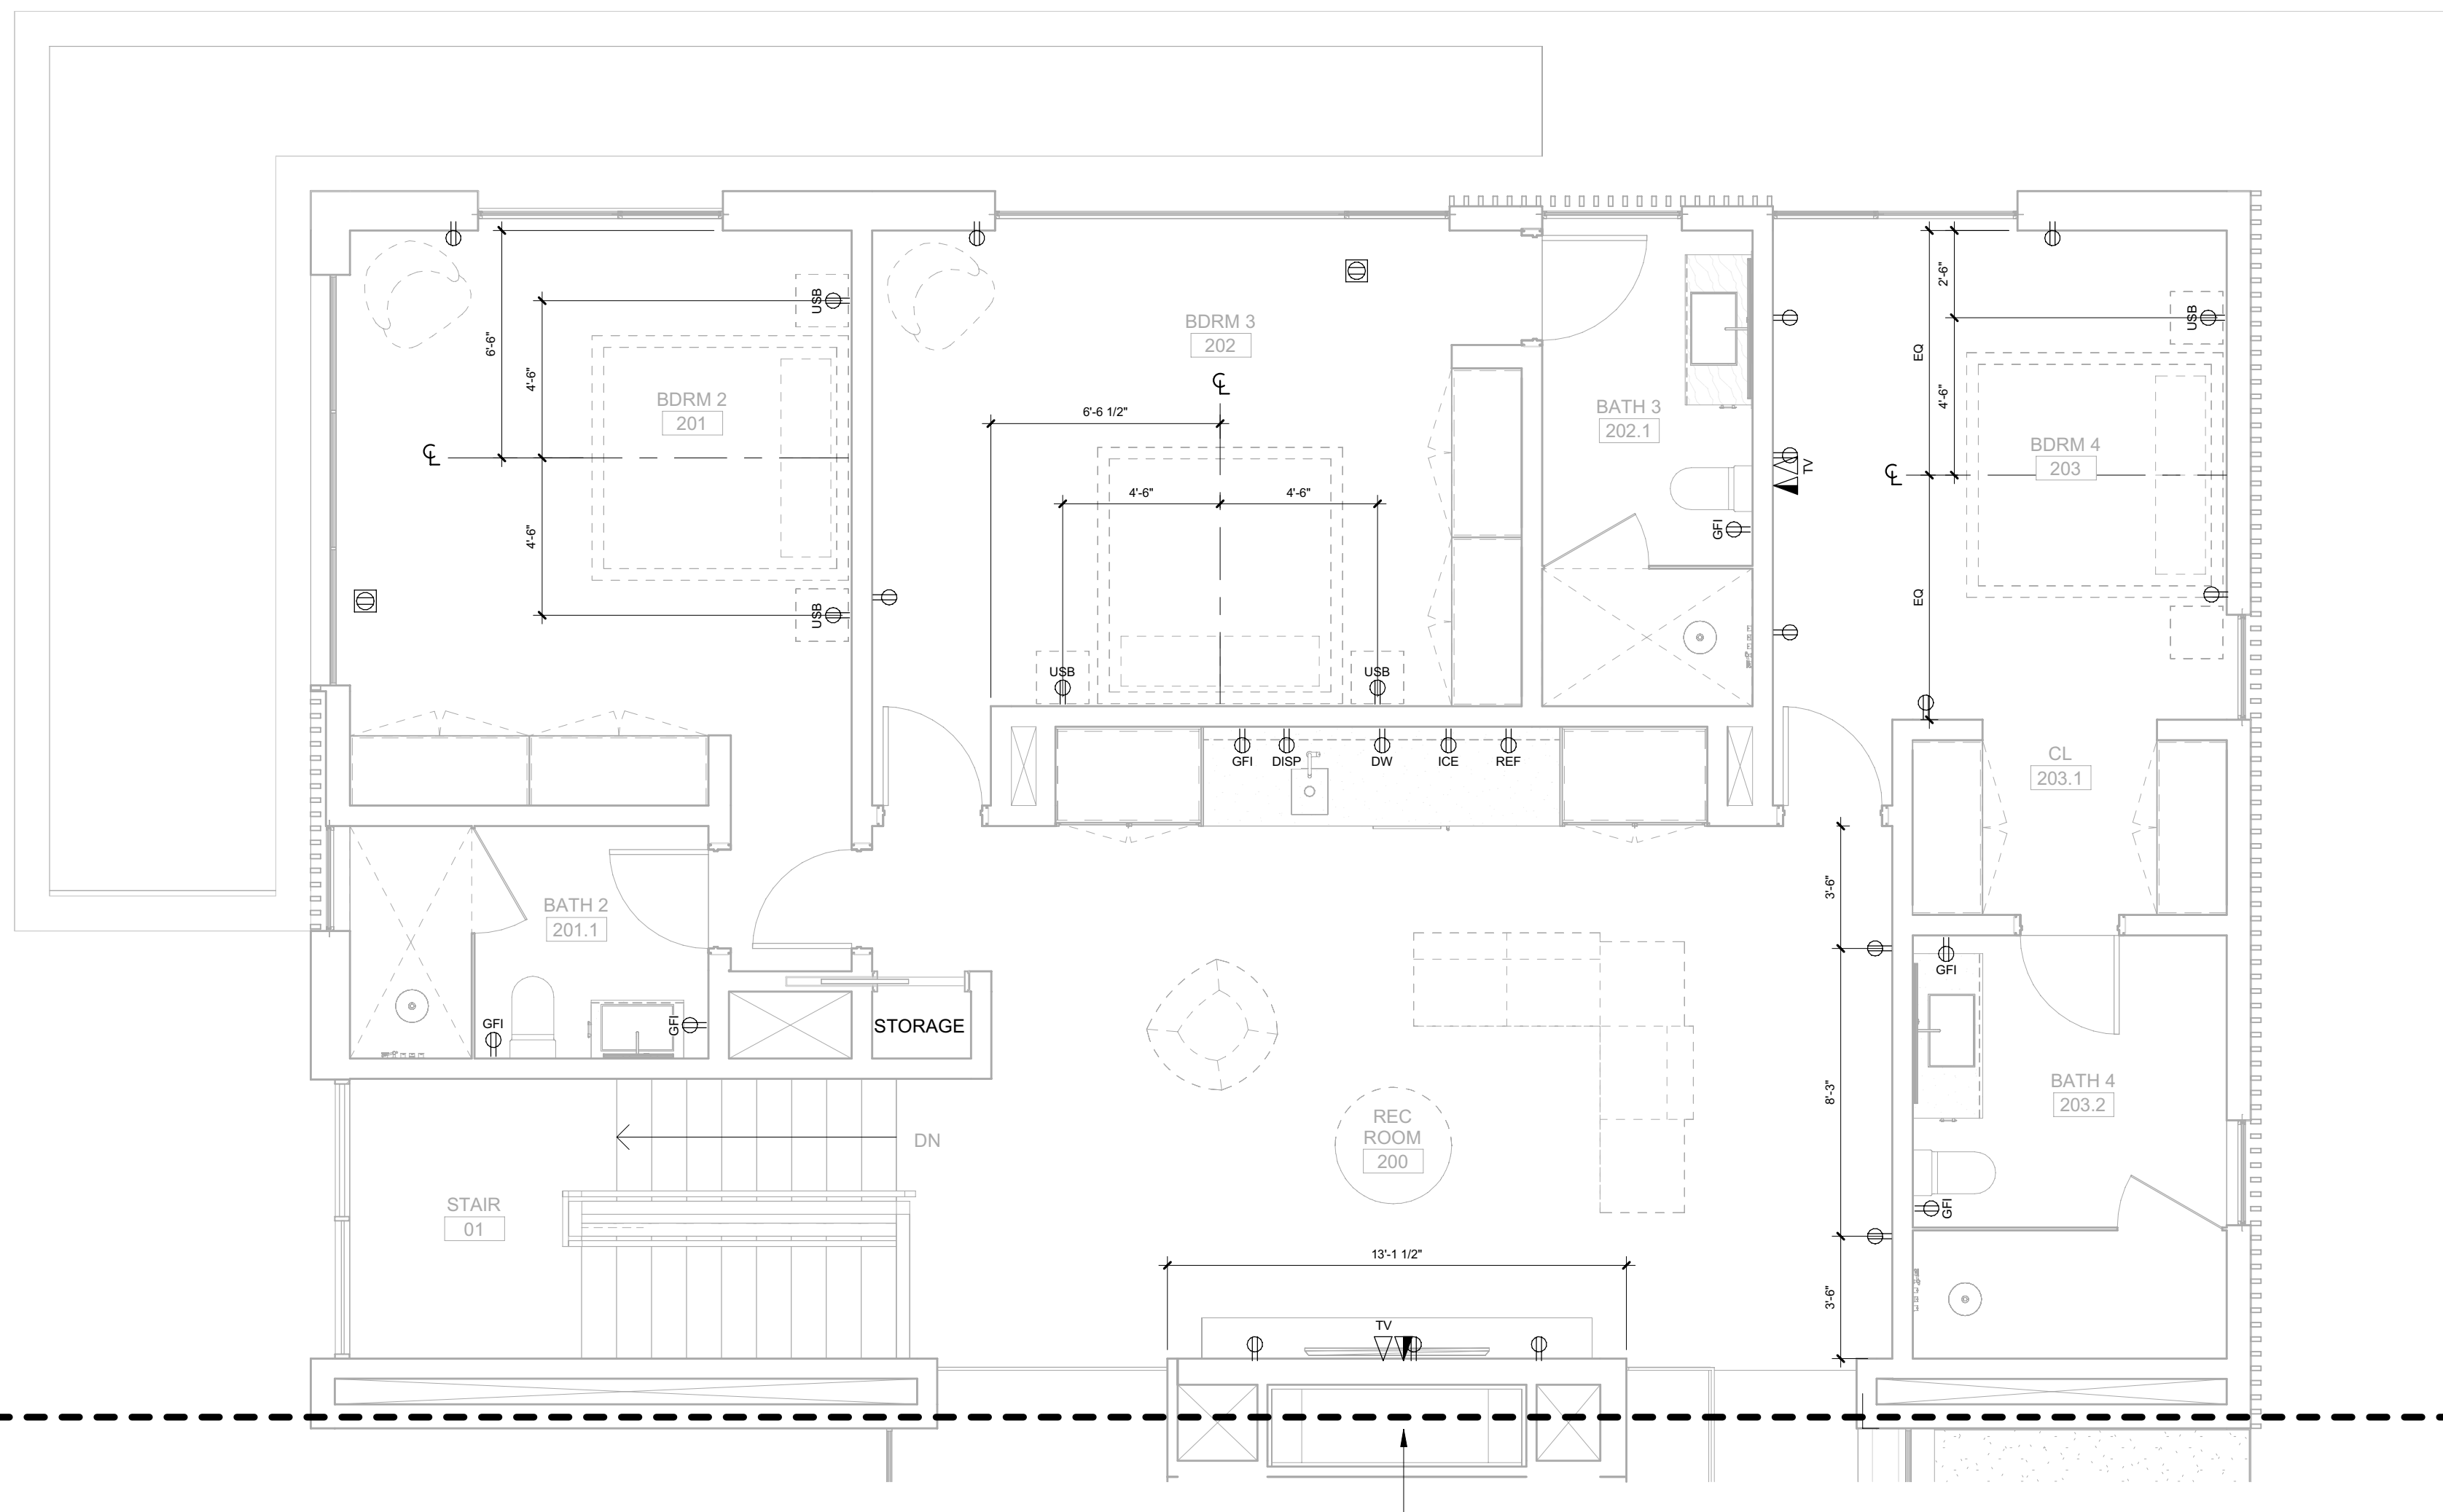 USB
6'-6"
4'-6"
BDRM 2
201
℄
4'-6"
USB
BDRM 3
202
℄
6'-6 1/2"
4'-6"
4'-6"
USB
USB
BATH 3
202.1
GFI
TV
2'-6"
USB
EQ
4'-6"
BDRM 4
203
℄
EQ
GFI
DISP
DW
ICE
REF
CL
203.1
BATH 2
201.1
GFI
GFI
STORAGE
3'-6"
8'-3"
3'-6"
GFI
BATH 4
203.2
GFI
DN
STAIR
01
REC
ROOM
200
13'-1 1/2"
TV